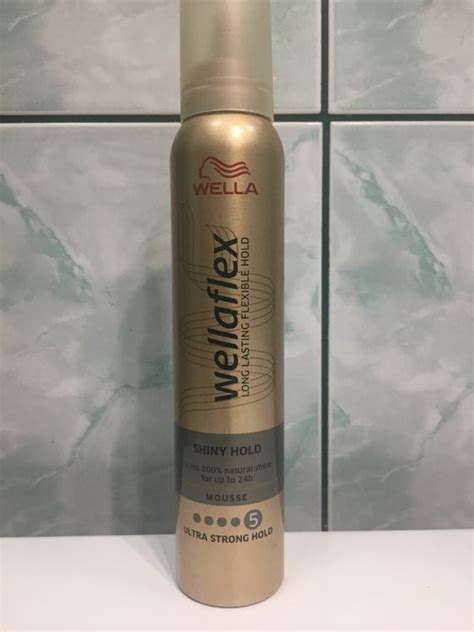 WELLA
wellaflex
LONG LASTING FLEXIBLE HOLD
SHINY HOLD
100% natural shine
for up to 24h
MOUSSE
5
ULTRA STRONG HOLD